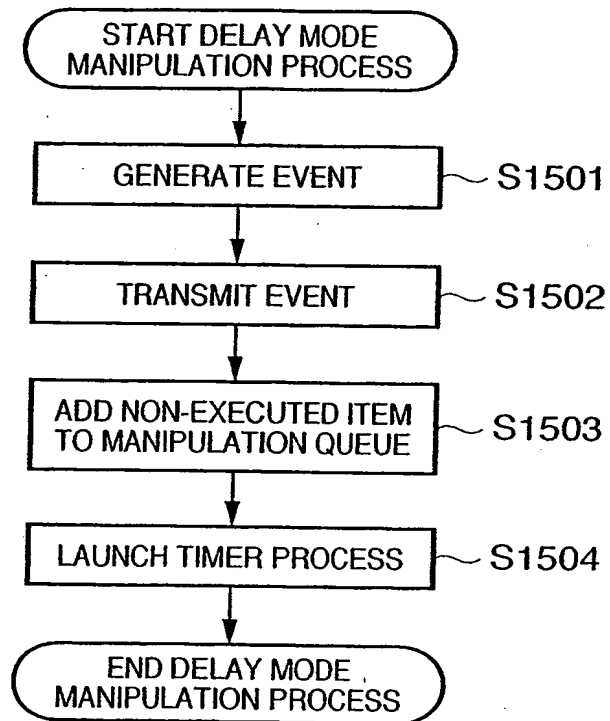 START DELAY MODE
MANIPULATION PROCESS
GENERATE EVENT
S1501
TRANSMIT EVENT
S1502
ADD NON-EXECUTED ITEM
TO MANIPULATION QUEUE
S1503
LAUNCH TIMER PROCESS
S1504
END DELAY MODE
MANIPULATION PROCESS